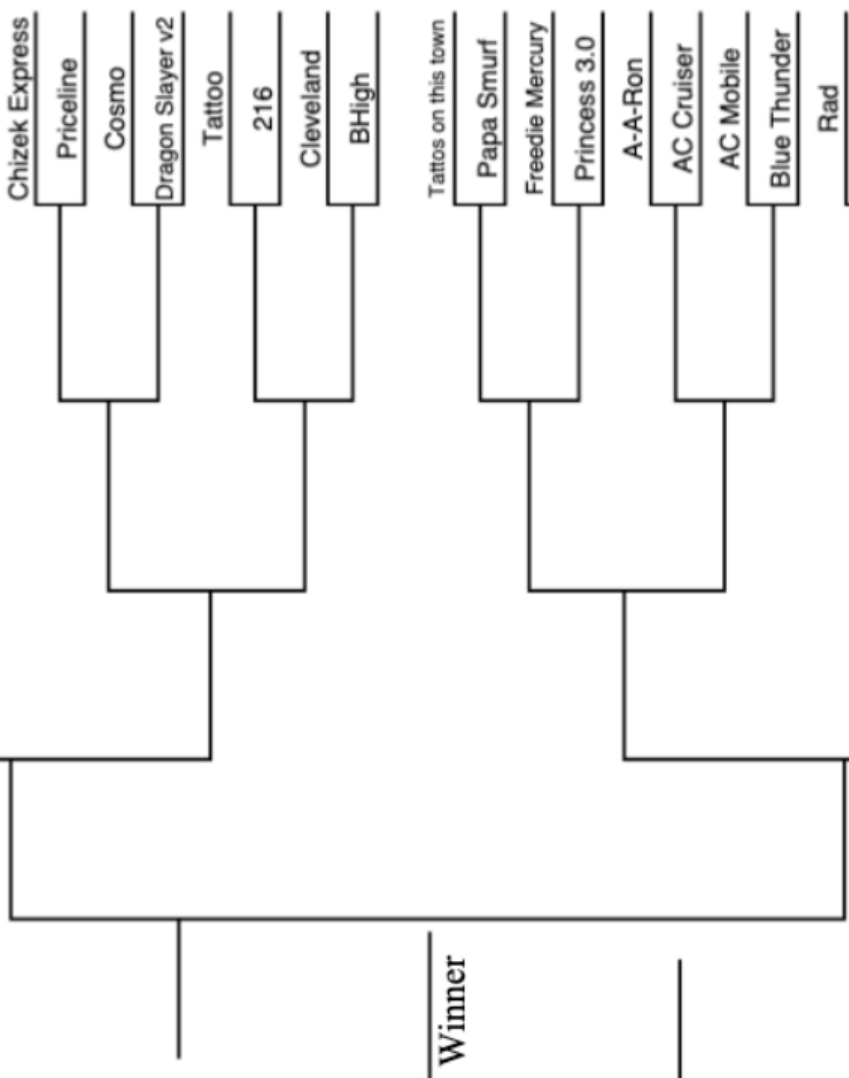 Chizek Express
Priceline
Cosmo
Dragon Slayer v2
Tattoo
216
Cleveland
BHigh
Tattos on this town
Papa Smurf
Freedie Mercury
Princess 3.0
A-A-Ron
AC Cruiser
AC Mobile
Blue Thunder
Rad
Winner